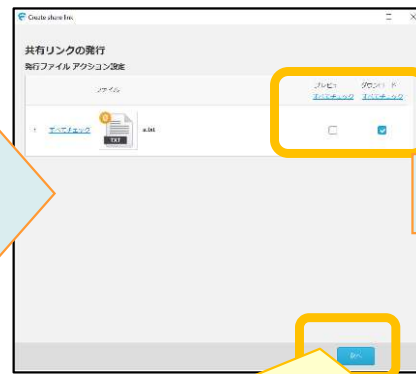 Create share link
共有リンクの発行
発行ファイル アクション設定
ファイル
プレビュー ダウンロード
すべてチェック すべてチェック
1 すべてチェック TXT a.txt
次へ